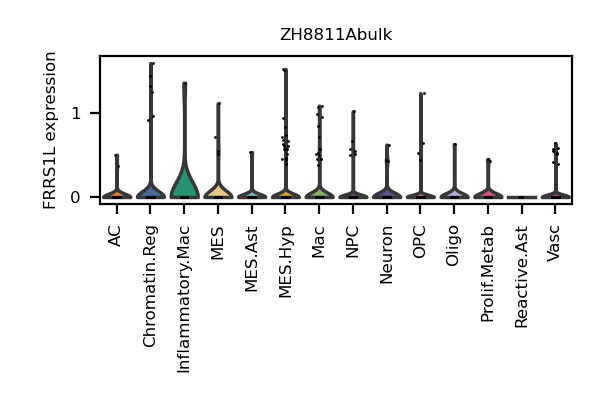 ZH8811Abulk
FRRS1L expression
1
0
AC
Chromatin.Reg
Inflammatory.Mac
MES
MES.Ast
MES.Hyp
Mac
NPC
Neuron
OPC
Oligo
Prolif.Metab
Reactive.Ast
Vasc